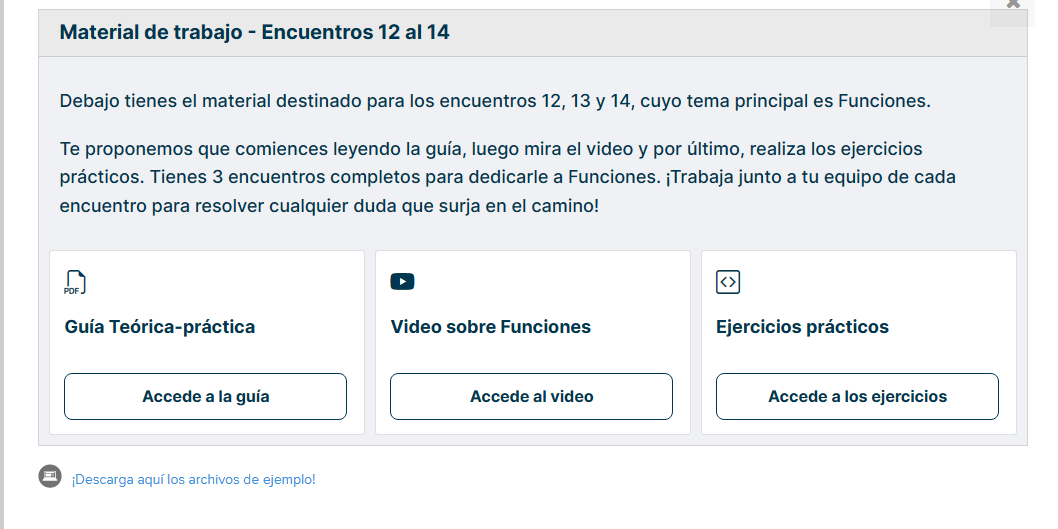 Material de trabajo - Encuentros 12 al 14
Debajo tienes el material destinado para los encuentros 12, 13 y 14, cuyo tema principal es Funciones.
Te proponemos que comiences leyendo la guía, luego mira el video y por último, realiza los ejercicios
prácticos. Tienes 3 encuentros completos para dedicarle a Funciones. ¡Trabaja junto a tu equipo de cada
encuentro para resolver cualquier duda que surja en el camino!
PDF
Guía Teórica-práctica
Accede a la guía
Video sobre Funciones
Accede al video
Ejercicios prácticos
Accede a los ejercicios
¡Descarga aquí los archivos de ejemplo!